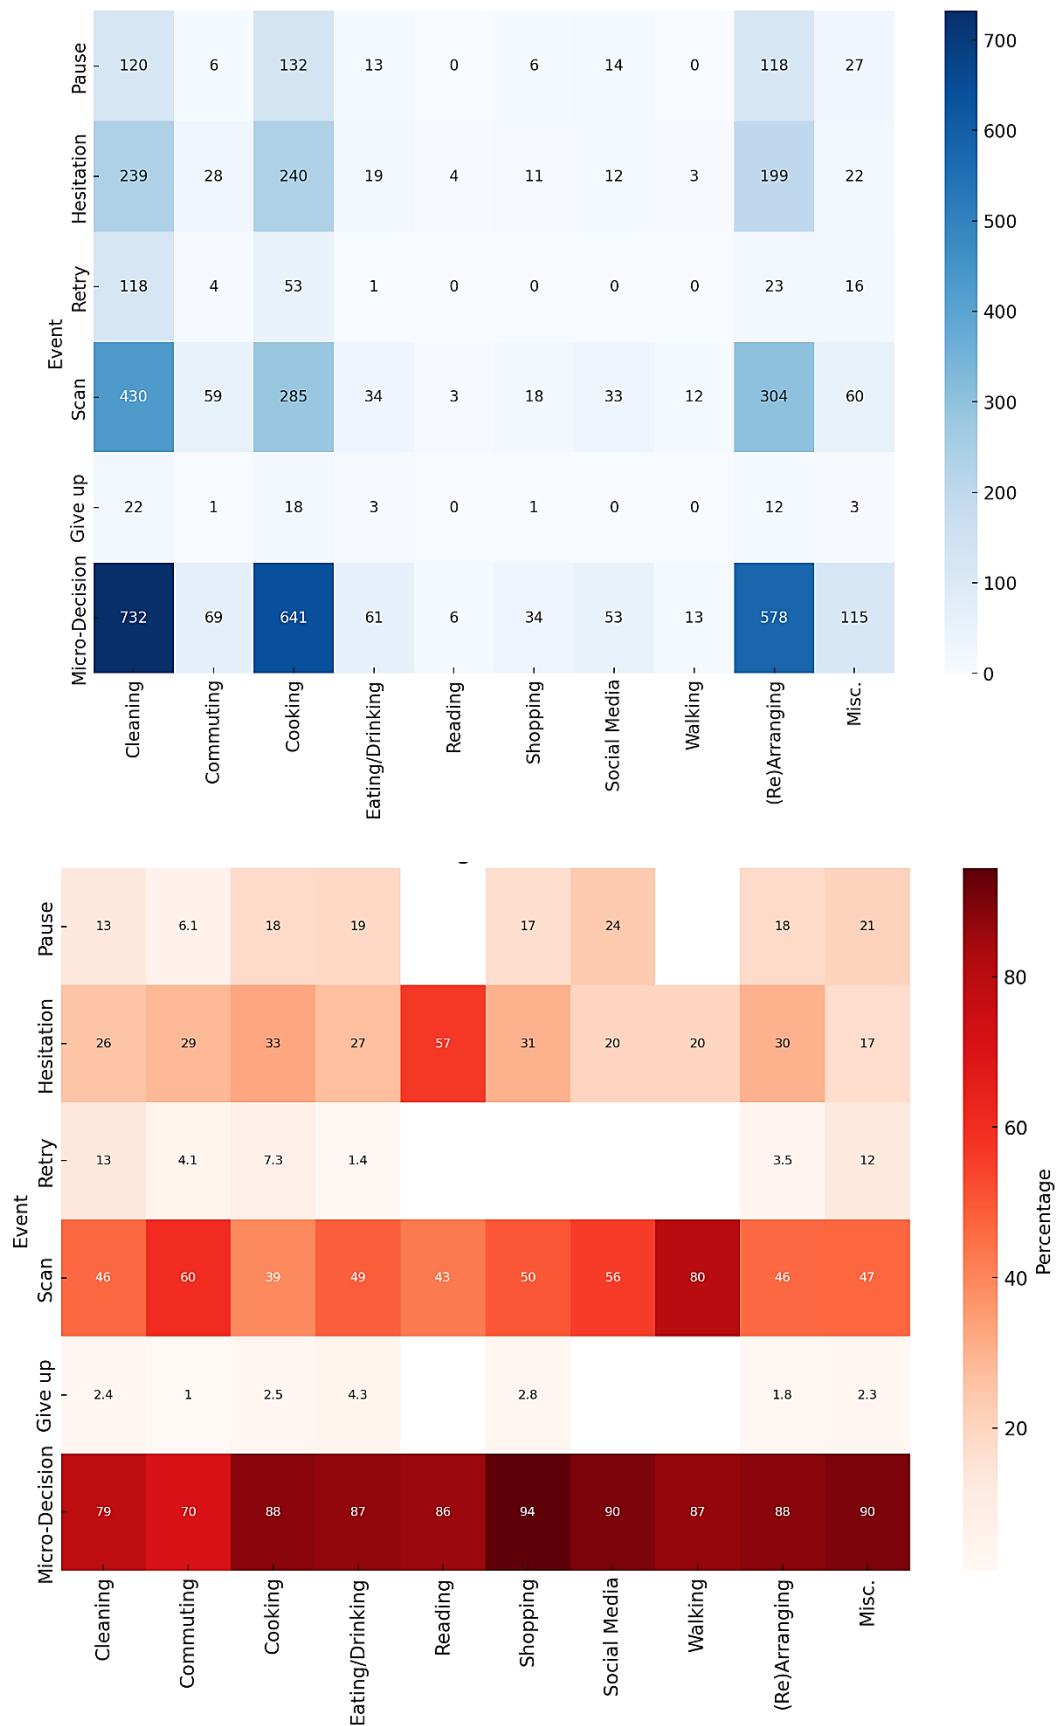 Pause 120 6 132 13 0 6 14 0 118 27
Hesitation 239 28 240 19 4 11 12 3 199 22
Retry 118 4 53 1 0 0 0 0 23 16
Scan 430 59 285 34 3 18 33 12 304 60
Give up 22 1 18 3 0 1 0 0 12 3
Micro-Decision 732 69 641 61 6 34 53 13 578 115
Event
Cleaning Commuting Cooking Eating/Drinking Reading Shopping Social Media Walking (Re)Arranging Misc.
700
600
500
400
300
200
100
0
Pause 13 6.1 18 19 17 24 18 21
Hesitation 26 29 33 27 57 31 20 20 30 17
Retry 13 4.1 7.3 1.4 3.5 12
Scan 46 60 39 49 43 50 56 80 46 47
Give up 2.4 1 2.5 4.3 2.8 1.8 2.3
Micro-Decision 79 70 88 87 86 94 90 87 88 90
Event
Cleaning Commuting Cooking Eating/Drinking Reading Shopping Social Media Walking (Re)Arranging Misc.
80
60
40
20
Percentage